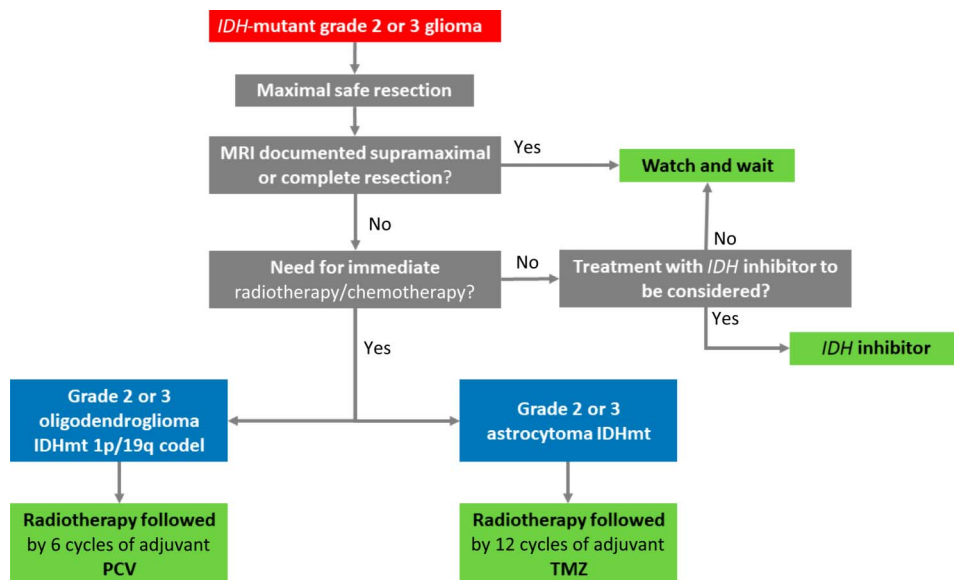 IDH-mutant grade 2 or 3 glioma
Maximal safe resection
MRI documented supramaximal
or complete resection?
Yes
Watch and wait
No
Need for immediate
radiotherapy/chemotherapy?
No
Treatment with IDH inhibitor to
be considered?
No
Yes
IDH inhibitor
Yes
Grade 2 or 3
oligodendroglioma
IDHmt 1p/19q codel
Grade 2 or 3
astrocytoma IDHmt
Radiotherapy followed
by 6 cycles of adjuvant
PCV
Radiotherapy followed
by 12 cycles of adjuvant
TMZ